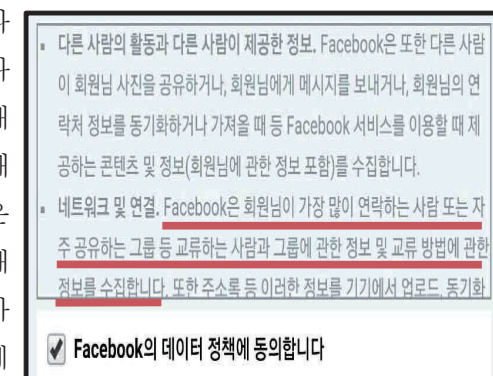 다른 사람의 활동과 다른 사람이 제공한 정보. Facebook은 또한 다른 사람
이 회원님 사진을 공유하거나, 회원님에게 메시지를 보내거나, 회원님의 연
락처 정보를 동기화하거나 가져올 때 등 Facebook 서비스를 이용할 때 제
공하는 콘텐츠 및 정보(회원님에 관한 정보 포함)를 수집합니다.
네트워크 및 연결. Facebook은 회원님이 가장 많이 연락하는 사람 또는 자
주 공유하는 그룹 등 교류하는 사람과 그룹에 관한 정보 및 교류 방법에 관한
정보를 수집합니다. 또한 주소록 등 이러한 정보를 기기에서 업로드, 동기화
Facebook의 데이터 정책에 동의합니다